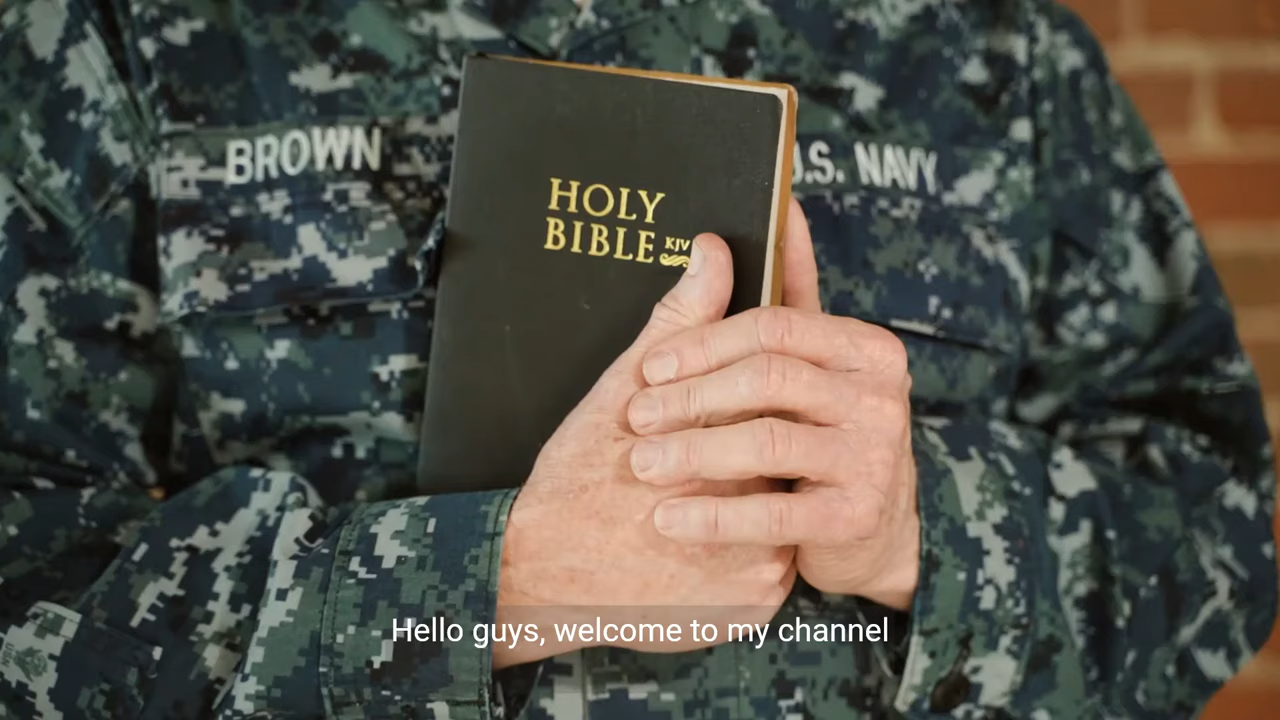 BROWN
HOLY
BIBLE KJV
U.S. NAVY
Hello guys, welcome to my channel